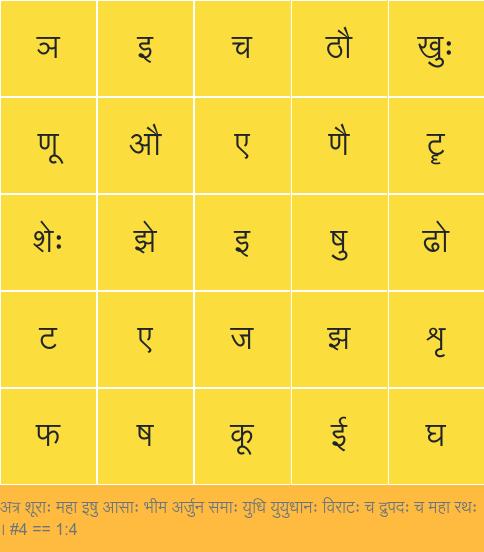 ञ इ च ठौ खुः
णू औ ए णै टॄ
शेः झे इ षु ढो
ट ए ज झ शृ
फ ष कू ई घ
अत्र शूराः महा इषु आसाः भीम अर्जुन समाः युधि युयुधानः विराटः च द्रुपदः च महा रथः
। #4 == 1:4